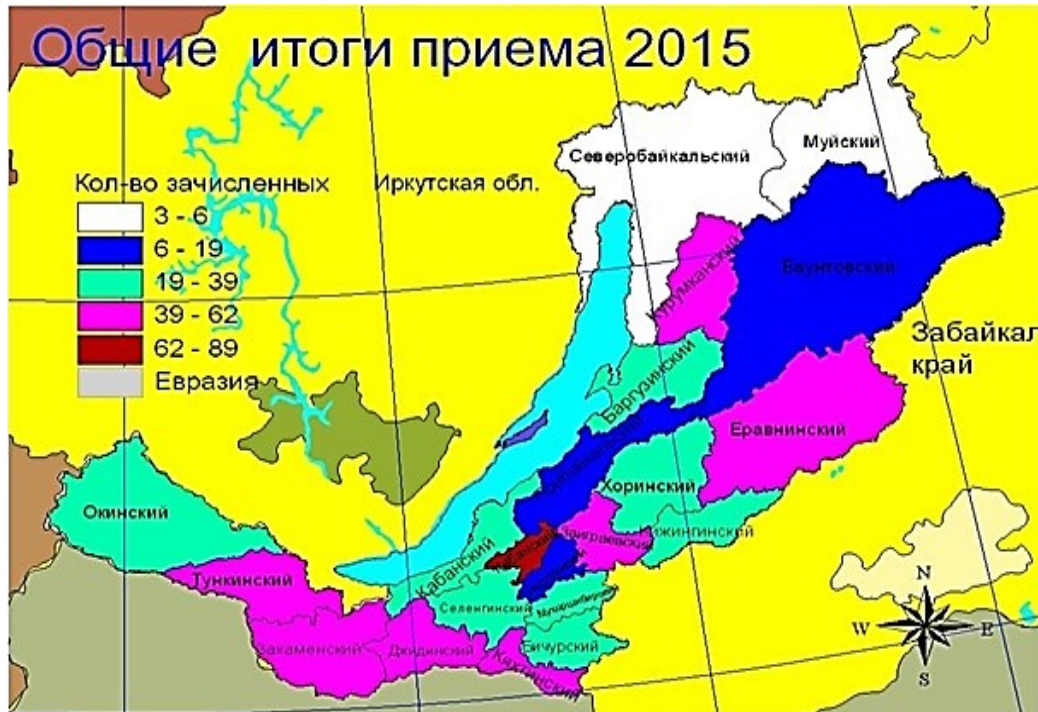 Общие итоги приема 2015
Муйский
Северобайкальский
Кол-во зачисленных
Иркутская обл.
3 - 6
6 - 19
19 - 39
39 - 62
62 - 89
Евразия
Баунтовский
Курумканский
Забайкал
край
Баргузинский
Еравнинский
Хоринский
Окинский
Кижингинский
Заиграевский
Кабанский
Тункинский
Селенгинский
Закаменский
Джидинский
Бичурский
Кяхтинский
N
W
E
S